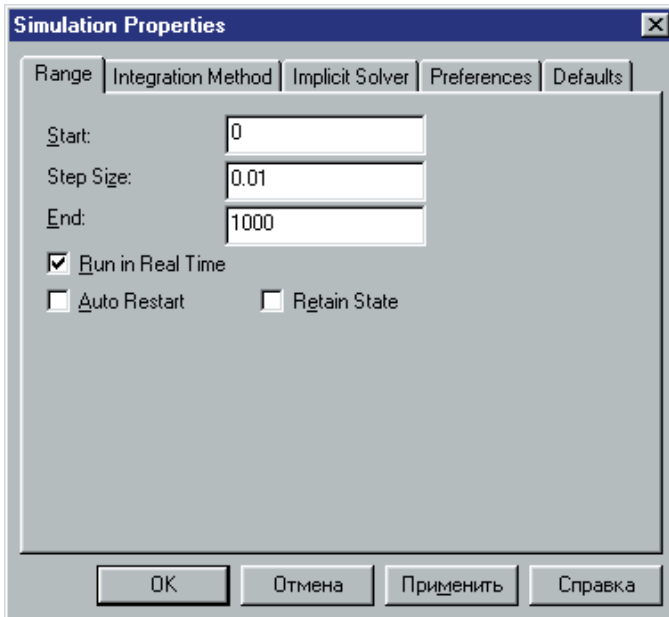 Simulation Properties
Range Integration Method Implicit Solver Preferences Defaults
Start: 0
Step Size: 0.01
End: 1000
Run in Real Time
Auto Restart Retain State
OK Отмена Применить Справка